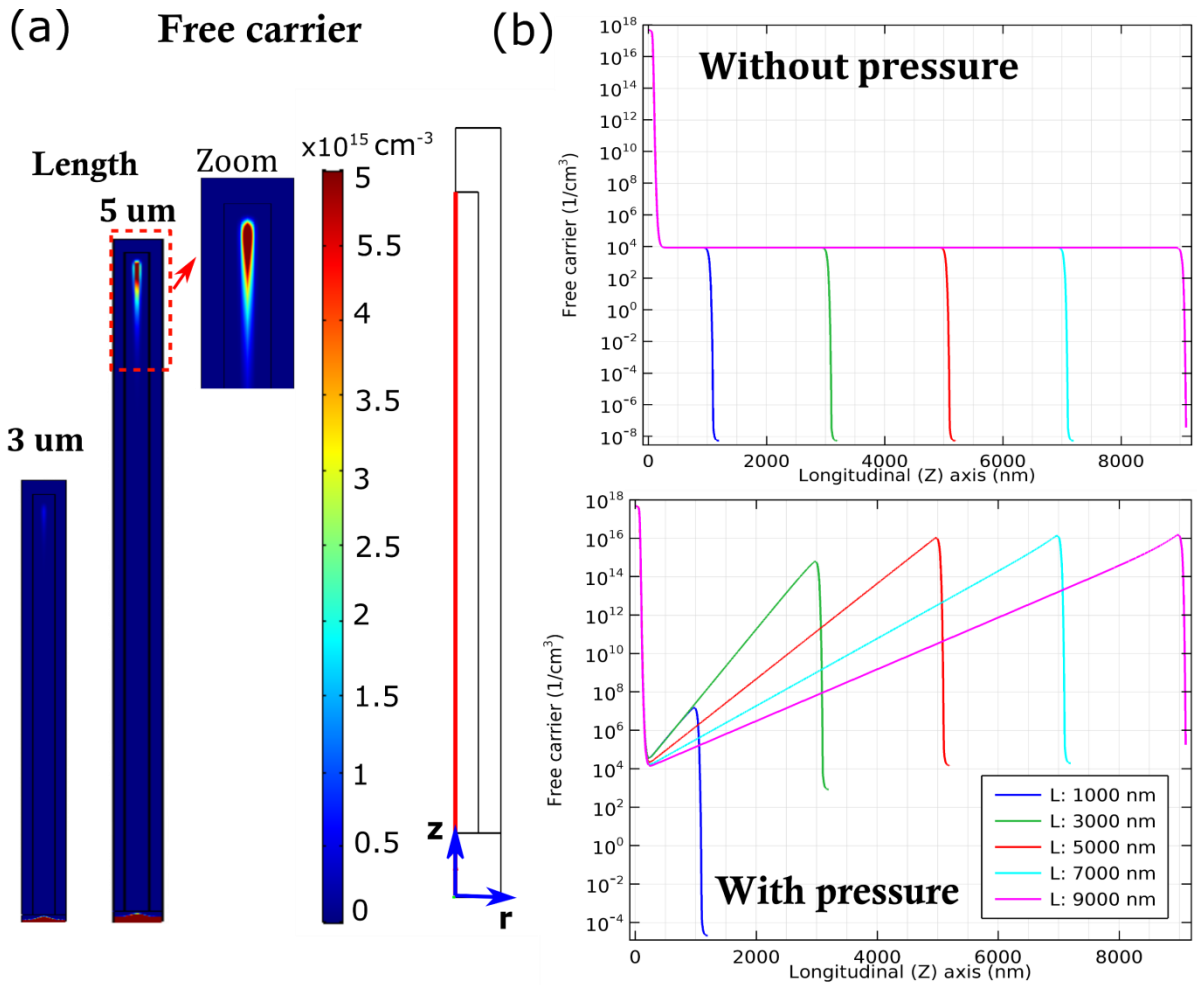 (a) Free carrier
Length
5 um
3 um
Zoom
x10¹⁵ cm⁻³
5
5.5
4
3.5
3
2.5
2
1.5
1
0.5
0
z
r
(b)
Without pressure
Free carrier (1/cm³)
10¹⁸
10¹⁶
10¹⁴
10¹²
10¹⁰
10⁸
10⁶
10⁴
10²
10⁰
10⁻²
10⁻⁴
10⁻⁶
10⁻⁸
0 2000 4000 6000 8000
Longitudinal (Z) axis (nm)
With pressure
Free carrier (1/cm³)
10¹⁸
10¹⁶
10¹⁴
10¹²
10¹⁰
10⁸
10⁶
10⁴
10²
10⁰
10⁻²
10⁻⁴
L: 1000 nm
L: 3000 nm
L: 5000 nm
L: 7000 nm
L: 9000 nm
0 2000 4000 6000 8000
Longitudinal (Z) axis (nm)